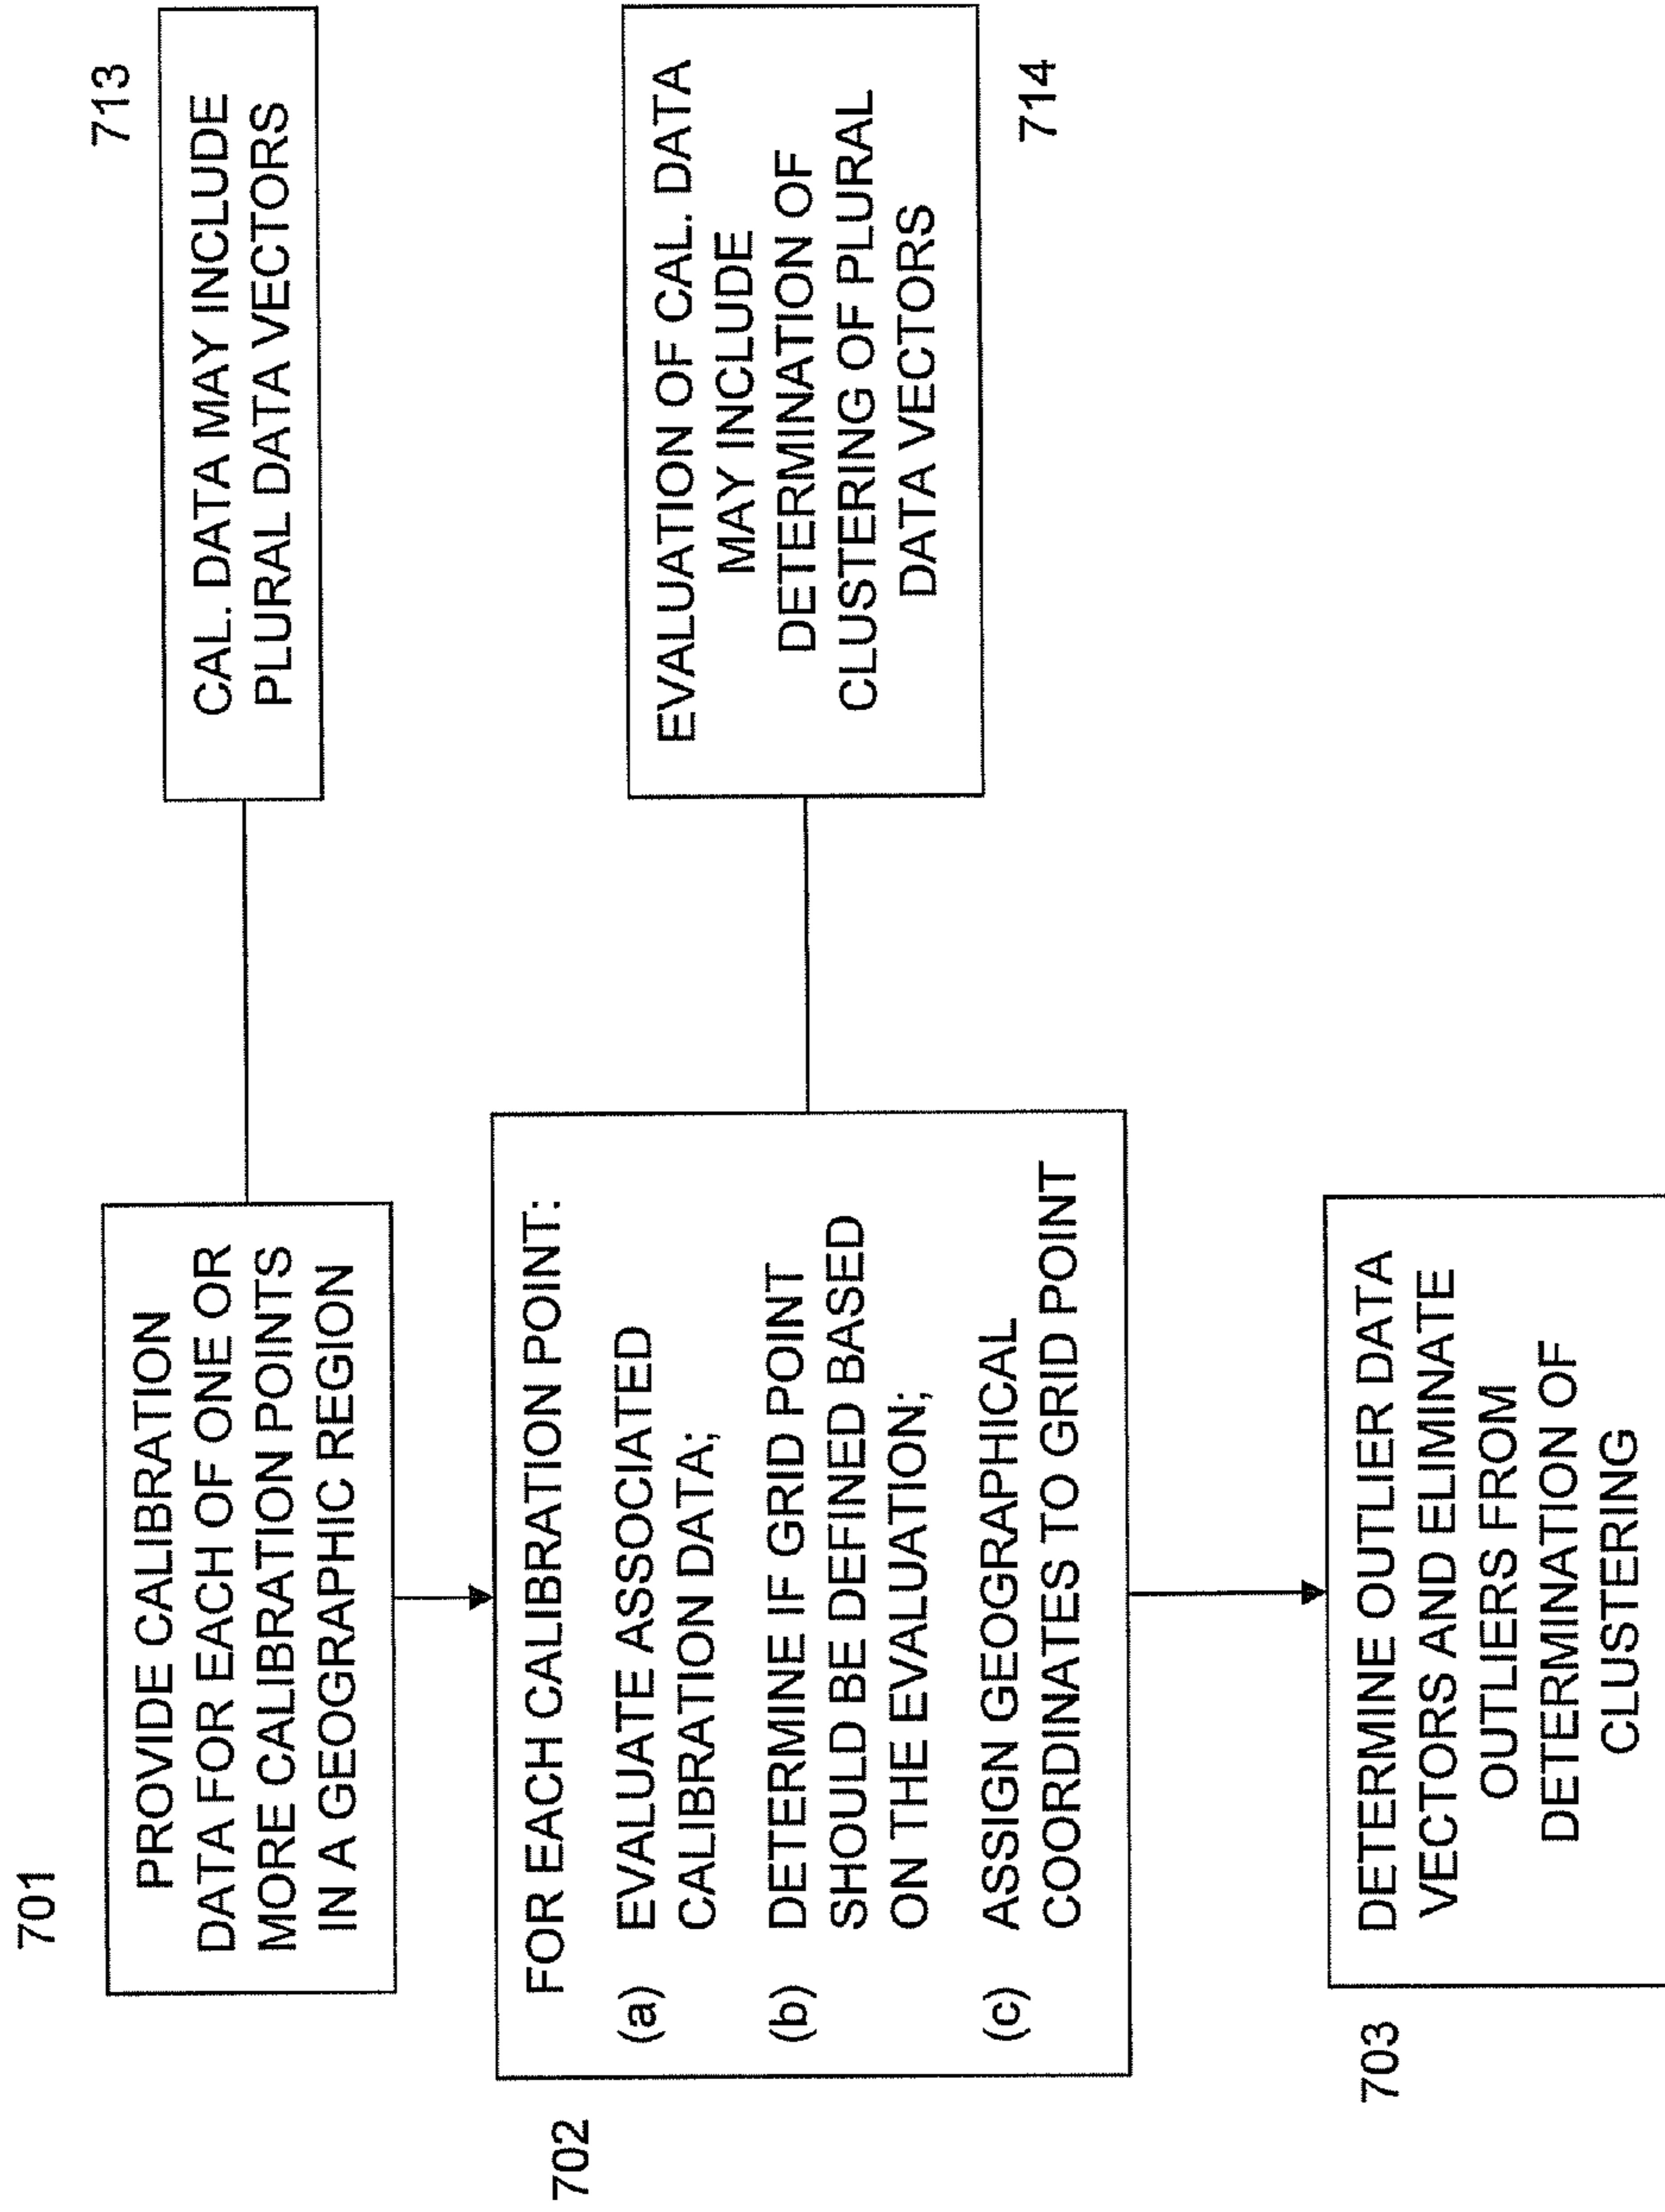 701
PROVIDE CALIBRATION
DATA FOR EACH OF ONE OR
MORE CALIBRATION POINTS
IN A GEOGRAPHIC REGION
713
CAL. DATA MAY INCLUDE
PLURAL DATA VECTORS
702
FOR EACH CALIBRATION POINT:
(a) EVALUATE ASSOCIATED
CALIBRATION DATA;
(b) DETERMINE IF GRID POINT
SHOULD BE DEFINED BASED
ON THE EVALUATION;
(c) ASSIGN GEOGRAPHICAL
COORDINATES TO GRID POINT
EVALUATION OF CAL. DATA
MAY INCLUDE
DETERMINATION OF
CLUSTERING OF PLURAL
DATA VECTORS
714
703
DETERMINE OUTLIER DATA
VECTORS AND ELIMINATE
OUTLIERS FROM
DETERMINATION OF
CLUSTERING